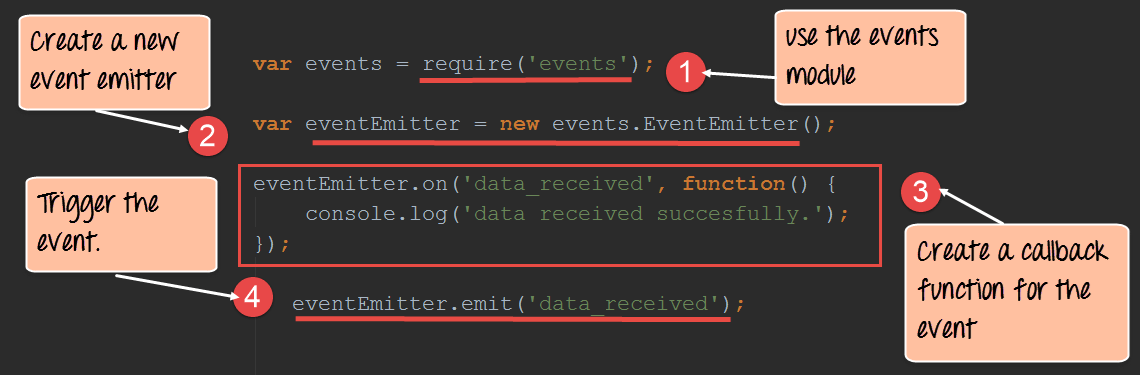 Create a new
event emitter
var events = require('events');
1
use the events
module
2
var eventEmitter = new events.EventEmitter();
Trigger the
event.
eventEmitter.on('data_received', function() {
console.log('data received succesfully.');
});
3
Create a callback
function for the
event
4
eventEmitter.emit('data_received');